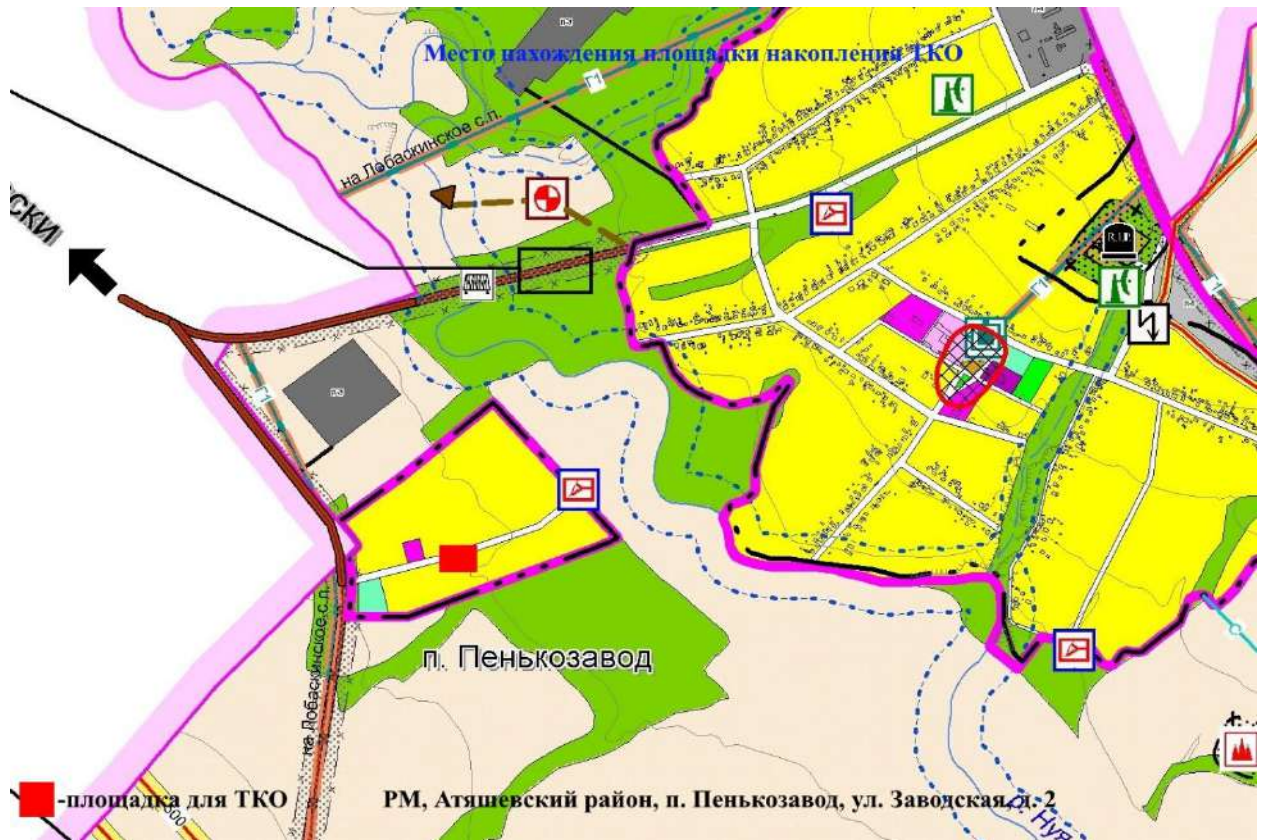 Место нахождения площадки накопления ТКО
на Лобаскинское с.п.
СКИ
R.I.P.
п. Пенькозавод
на Лобаскинское с.п.
-площадка для ТКО
РМ, Атяшевский район, п. Пенькозавод, ул. Заводская, д. 2